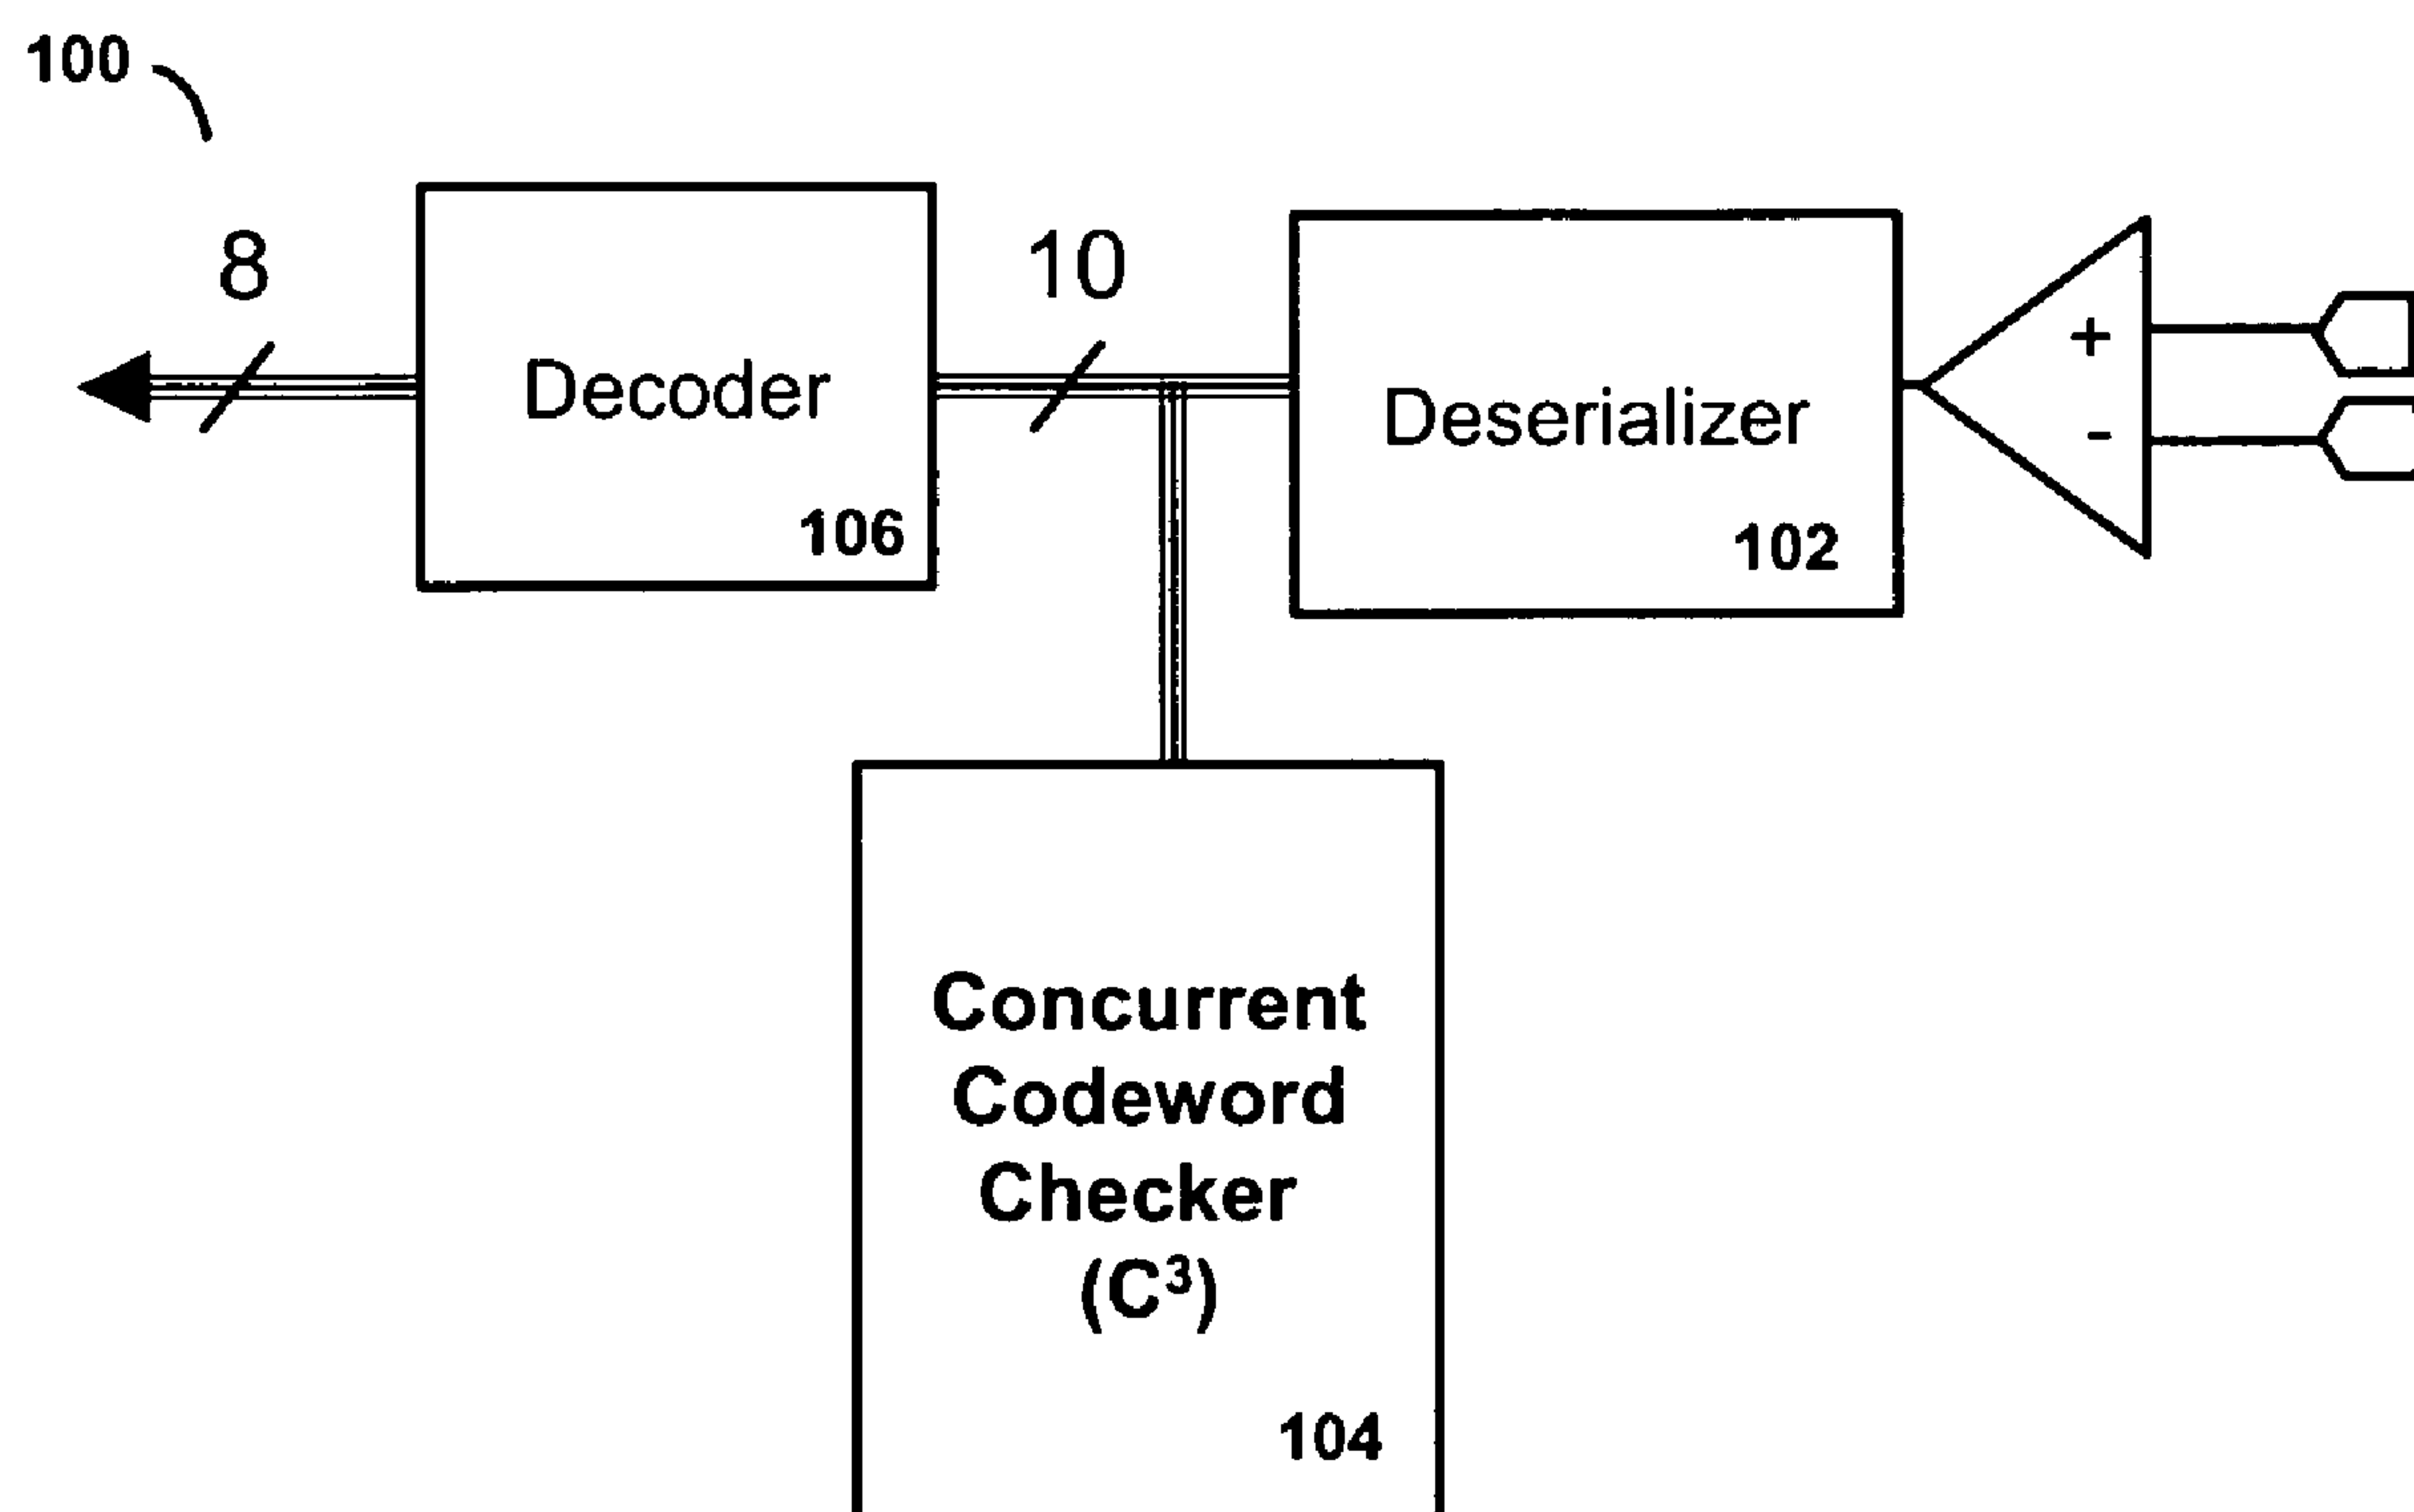 100
8
10
Decoder
106
Deserializer
102
+
-
Concurrent
Codeword
Checker
(C³)
104